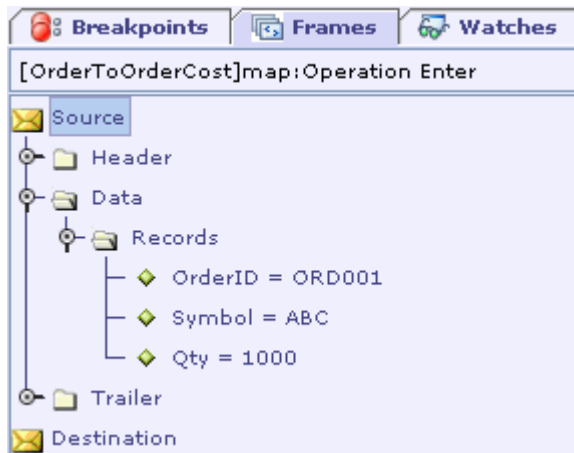 Breakpoints Frames Watches
[OrderToOrderCost]map:Operation Enter
Source
Header
Data
Records
OrderID = ORD001
Symbol = ABC
Qty = 1000
Trailer
Destination